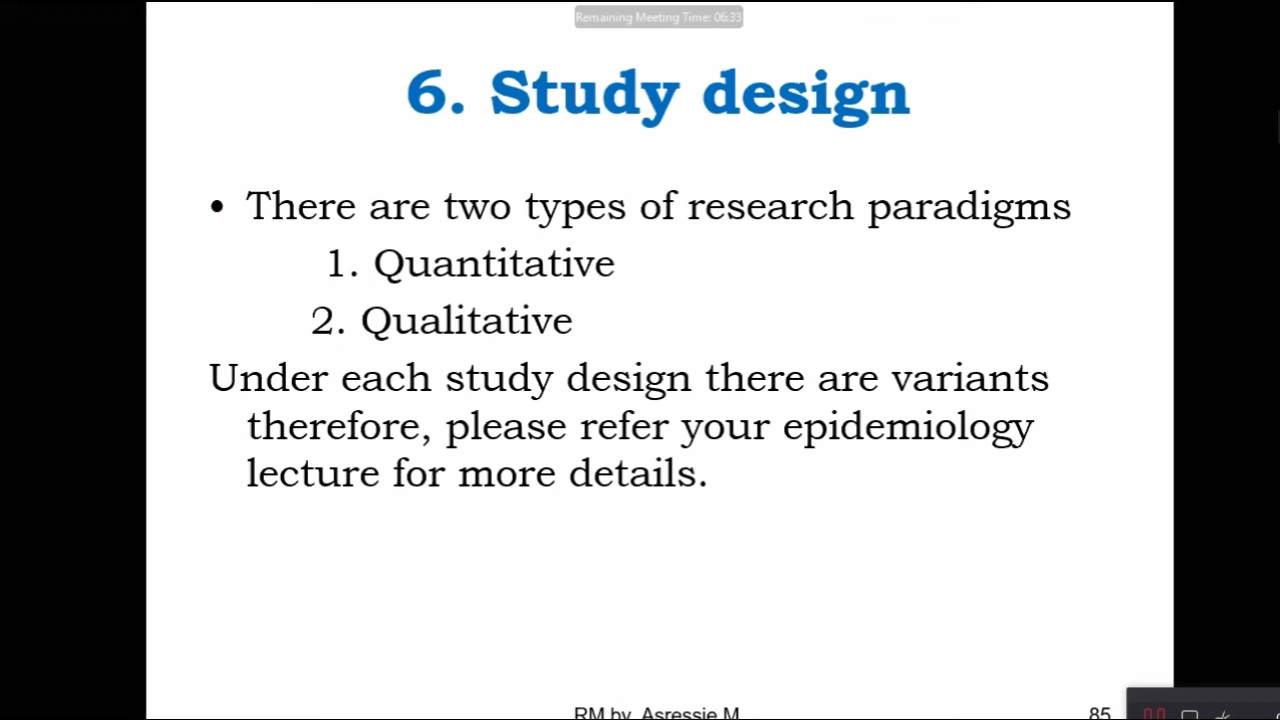 Remaining Meeting Time: 06:33
6. Study design
• There are two types of research paradigms
1. Quantitative
2. Qualitative
Under each study design there are variants
therefore, please refer your epidemiology
lecture for more details.
RM by Asressie M
85